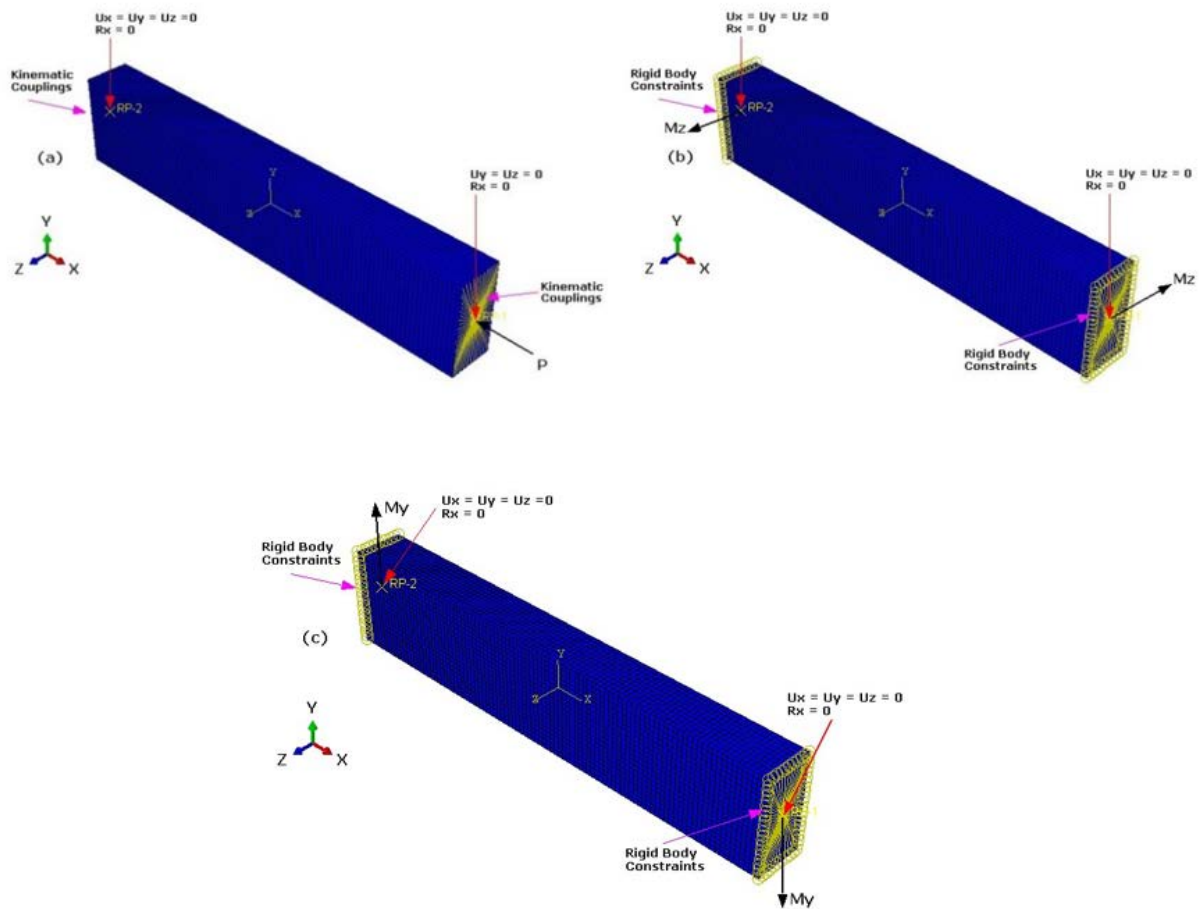 Ux = Uy = Uz =0
Rx = 0
Kinematic
Couplings
RP-2
(a)
Y
Z
X
Uy = Uz = 0
Rx = 0
Y
Z
X
Kinematic
Couplings
P
Ux = Uy = Uz =0
Rx = 0
Rigid Body
Constraints
RP-2
Mz
(b)
Y
Z
X
Ux = Uy = Uz = 0
Rx = 0
Y
Z
X
Mz
Rigid Body
Constraints
My
Ux = Uy = Uz =0
Rx = 0
Rigid Body
Constraints
RP-2
(c)
Y
Z
X
Ux = Uy = Uz = 0
Rx = 0
Y
Z
X
Rigid Body
Constraints
My